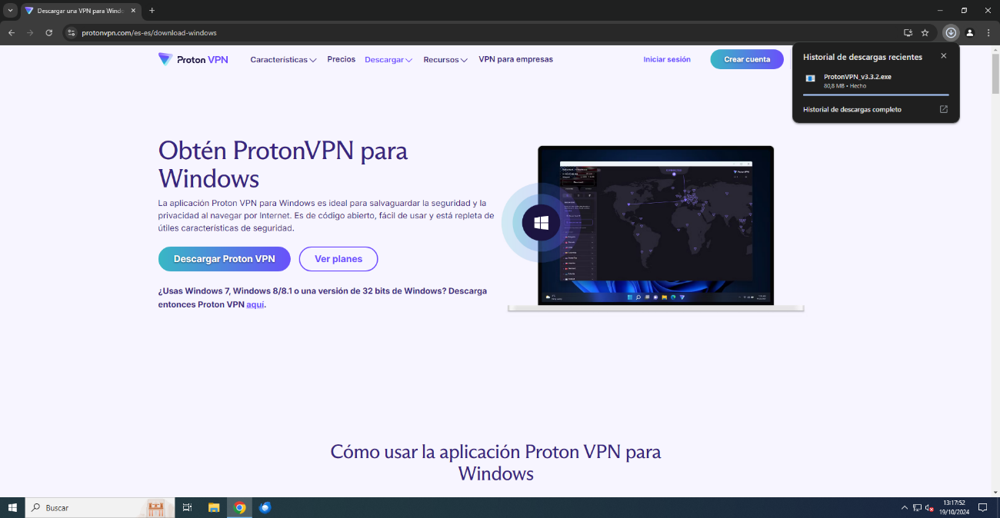 Descargar una VPN para Windo
protonvpn.com/es-es/download-windows
Proton VPN
Características
Precios
Descargar
Recursos
VPN para empresas
Iniciar sesión
Crear cuenta
Historial de descargas recientes
ProtonVPN_v3.3.2.exe
80,8 MB • Hecho
Historial de descargas completo
Obtén ProtonVPN para
Windows
La aplicación Proton VPN para Windows es ideal para salvaguardar la seguridad y la
privacidad al navegar por Internet. Es de código abierto, fácil de usar y está repleta de
útiles características de seguridad.
Descargar Proton VPN
Ver planes
¿Usas Windows 7, Windows 8/8.1 o una versión de 32 bits de Windows? Descarga
entonces Proton VPN aquí.
Cómo usar la aplicación Proton VPN para
Windows
Buscar
13:17:52
19/10/2024